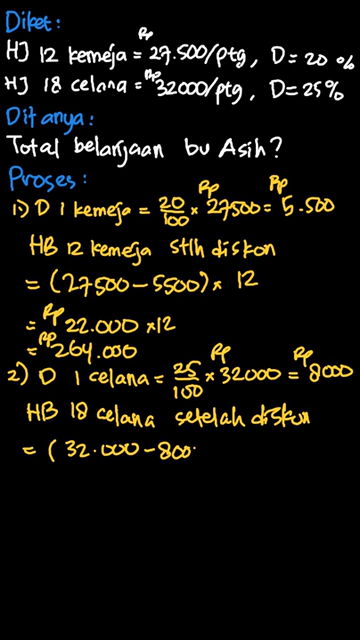 Diket:
HJ 12 kemeja = Rp 27.500/ptg, D = 20 %
HJ 18 celana = Rp 32000/ptg, D = 25%
Ditanya:
Total belanjaan bu Asih?
Proses:
1) D 1 kemeja = 20/100 × Rp 27500 = Rp 5.500
HB 12 kemeja stlh diskon
= (27500 – 5500) × 12
= Rp 22.000 × 12
= Rp 264.000
2) D 1 celana = 25/100 × Rp 32000 = Rp 8000
HB 18 celana setelah diskon
= (32.000 – 800